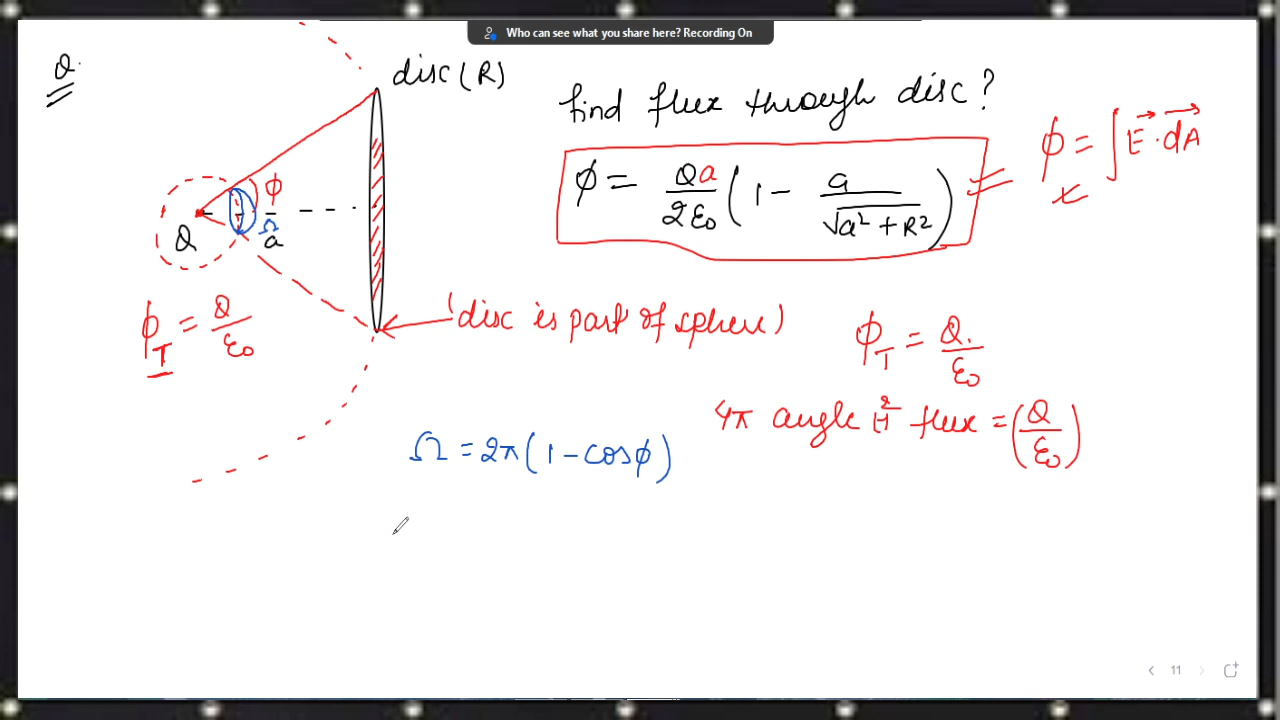 Who can see what you share here? Recording On
Q.
disc (R)
find flux through disc?
φ = ∫ E⃗ · dA⃗
φ = Qa/2ε₀ (1 − a/√(a² + R²))
φ
Ω
Q
a
φ_T = Q/ε₀
(disc is part of sphere)
φ_T = Q/ε₀
4π angle में flux = (Q/ε₀)
Ω = 2π(1 − cosφ)
11